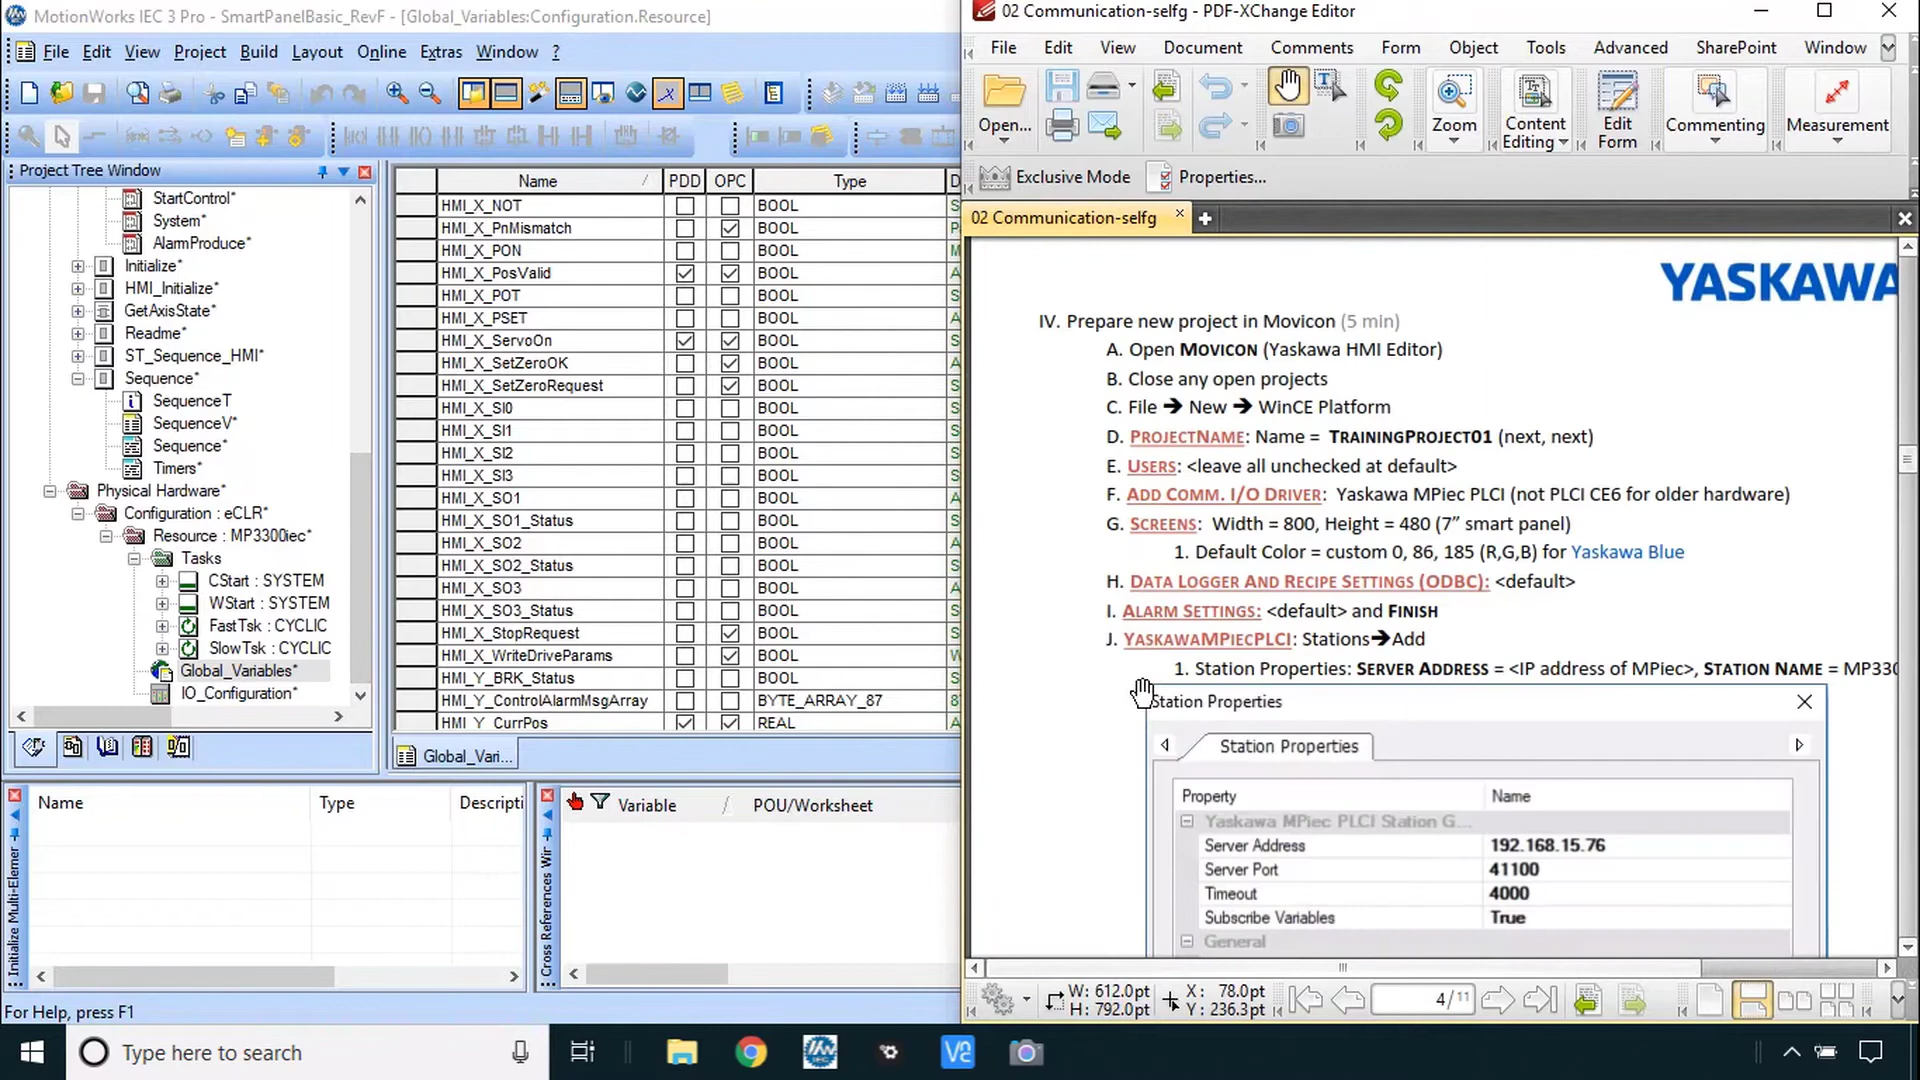 MotionWorks IEC 3 Pro - SmartPanelBasic_RevF - [Global_Variables:Configuration.Resource]
File Edit View Project Build Layout Online Extras Window ?
Project Tree Window
StartControl*
System*
AlarmProduce*
Initialize*
HMI_Initialize*
GetAxisState*
Readme*
ST_Sequence_HMI*
Sequence*
SequenceT
SequenceV*
Sequence*
Timers*
Physical Hardware*
Configuration : eCLR*
Resource : MP3300iec*
Tasks
CStart : SYSTEM
WStart : SYSTEM
FastTsk : CYCLIC
SlowTsk : CYCLIC
Global_Variables*
IO_Configuration*
Name / PDD OPC Type D
HMI_X_NOT BOOL S
HMI_X_PnMismatch BOOL P
HMI_X_PON BOOL M
HMI_X_PosValid BOOL A
HMI_X_POT BOOL S
HMI_X_PSET BOOL
HMI_X_ServoOn BOOL A
HMI_X_SetZeroOK BOOL A
HMI_X_SetZeroRequest BOOL S
HMI_X_SI0 BOOL S
HMI_X_SI1 BOOL S
HMI_X_SI2 BOOL S
HMI_X_SI3 BOOL S
HMI_X_SO1 BOOL A
HMI_X_SO1_Status BOOL S
HMI_X_SO2 BOOL A
HMI_X_SO2_Status BOOL S
HMI_X_SO3 BOOL A
HMI_X_SO3_Status BOOL S
HMI_X_StopRequest BOOL S
HMI_X_WriteDriveParams BOOL W
HMI_Y_BRK_Status BOOL S
HMI_Y_ControlAlarmMsgArray BYTE_ARRAY_87 8
HMI_Y_CurrPos REAL A
Global_Vari...
Initialize Multi-Elemer
Name Type Descripti
Cross References Wir
Variable / POU/Worksheet
For Help, press F1
02 Communication-selfg - PDF-XChange Editor
File Edit View Document Comments Form Object Tools Advanced SharePoint Window
Open...
Zoom
Content Editing
Edit Form
Commenting
Measurement
Exclusive Mode Properties...
02 Communication-selfg
YASKAWA
IV. Prepare new project in Movicon (5 min)
A. Open MOVICON (Yaskawa HMI Editor)
B. Close any open projects
C. File ➔ New ➔ WinCE Platform
D. PROJECTNAME: Name = TRAININGPROJECT01 (next, next)
E. USERS: <leave all unchecked at default>
F. ADD COMM. I/O DRIVER: Yaskawa MPiec PLCI (not PLCI CE6 for older hardware)
G. SCREENS: Width = 800, Height = 480 (7” smart panel)
1. Default Color = custom 0, 86, 185 (R,G,B) for Yaskawa Blue
H. DATA LOGGER AND RECIPE SETTINGS (ODBC): <default>
I. ALARM SETTINGS: <default> and FINISH
J. YASKAWAMPIECPLCI: Stations➔Add
1. Station Properties: SERVER ADDRESS = <IP address of MPiec>, STATION NAME = MP330
Station Properties
Station Properties
Property Name
Yaskawa MPiec PLCI Station G...
Server Address 192.168.15.76
Server Port 41100
Timeout 4000
Subscribe Variables True
General
W: 612.0pt
H: 792.0pt
X: 78.0pt
Y: 236.3pt
4/11
Type here to search